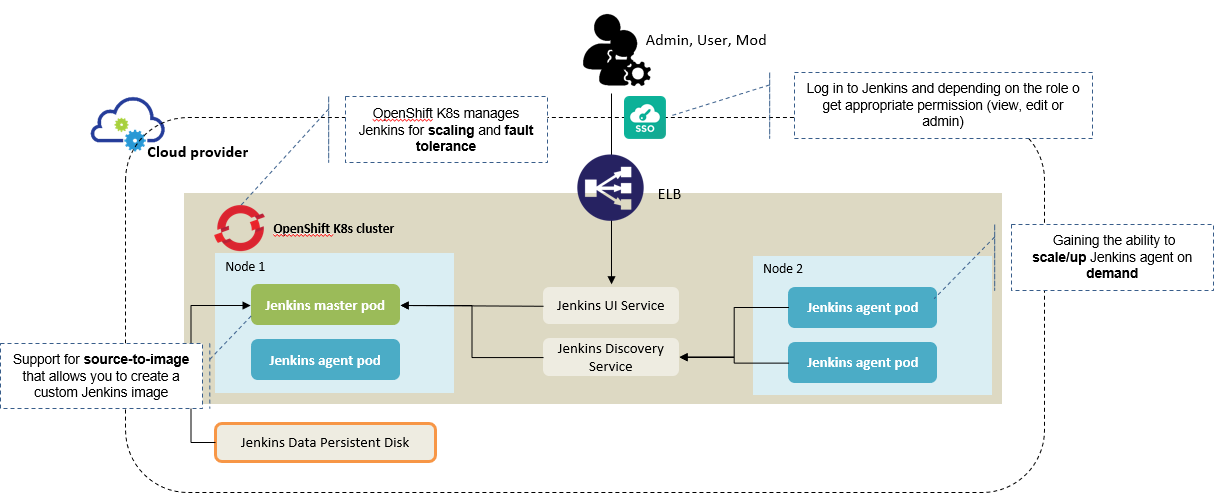 Admin, User, Mod
Log in to Jenkins and depending on the role o
get appropriate permission (view, edit or
admin)
SSO
OpenShift K8s manages
Jenkins for scaling and fault
tolerance
Cloud provider
ELB
OpenShift K8s cluster
Gaining the ability to
scale/up Jenkins agent on
demand
Node 1
Node 2
Jenkins master pod
Jenkins UI Service
Jenkins agent pod
Jenkins agent pod
Jenkins Discovery
Service
Jenkins agent pod
Support for source-to-image
that allows you to create a
custom Jenkins image
Jenkins Data Persistent Disk